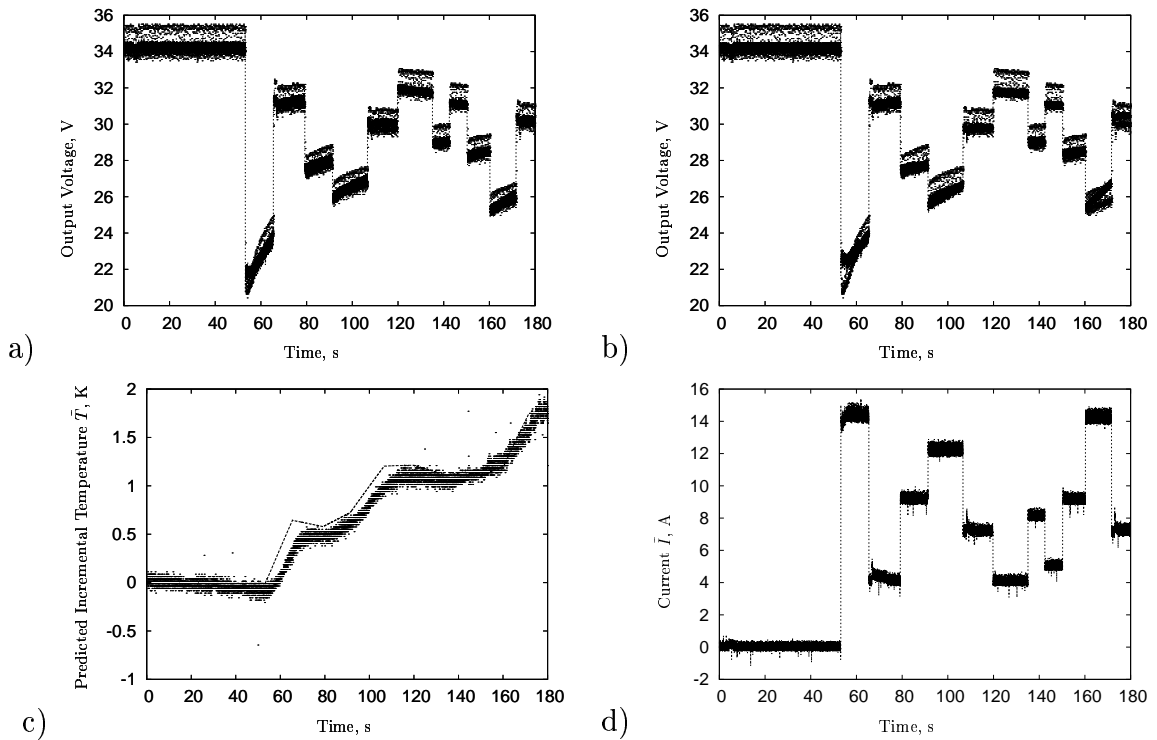 36
34
32
30
28
26
24
22
20
Output Voltage, V
0 20 40 60 80 100 120 140 160 180
Time, s
a)
36
34
32
30
28
26
24
22
20
Output Voltage, V
0 20 40 60 80 100 120 140 160 180
Time, s
b)
2
1.5
1
0.5
0
-0.5
-1
Predicted Incremental Temperature T̄, K
0 20 40 60 80 100 120 140 160 180
Time, s
c)
16
14
12
10
8
6
4
2
0
-2
Current Ī, A
0 20 40 60 80 100 120 140 160 180
Time, s
d)